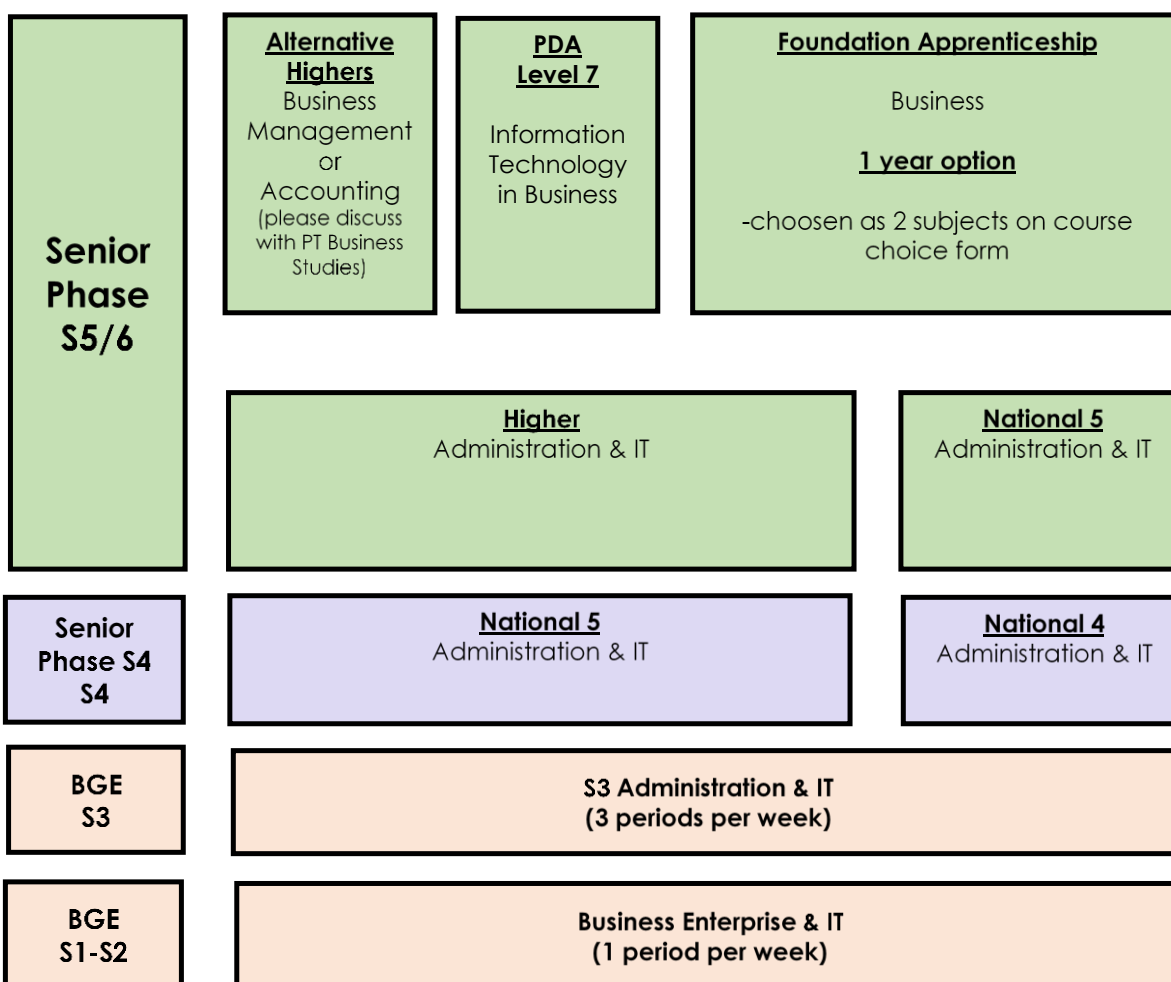 Senior
Phase
S5/6
Alternative
Highers
Business
Management
or
Accounting
(please discuss
with PT Business
Studies)
PDA
Level 7
Information
Technology
in Business
Foundation Apprenticeship
Business
1 year option
-choosen as 2 subjects on course
choice form
Higher
Administration & IT
National 5
Administration & IT
Senior
Phase S4
S4
National 5
Administration & IT
National 4
Administration & IT
BGE
S3
S3 Administration & IT
(3 periods per week)
BGE
S1-S2
Business Enterprise & IT
(1 period per week)